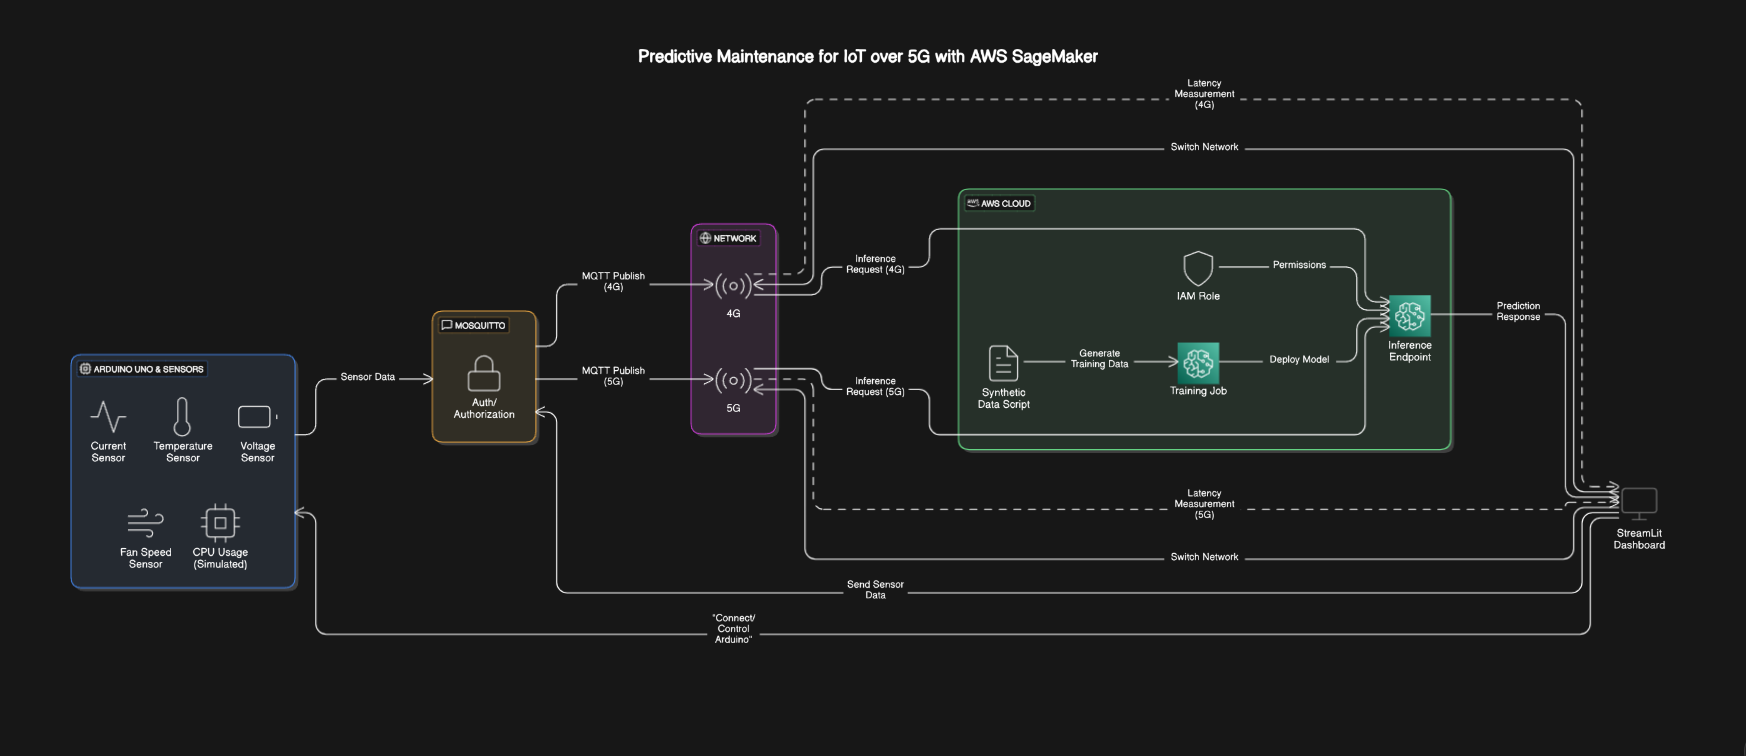 Predictive Maintenance for IoT over 5G with AWS SageMaker
Latency
Measurement
(4G)
Switch Network
aws AWS CLOUD
NETWORK
Inference
Request (4G)
MQTT Publish
(4G)
4G
Permissions
IAM Role
Prediction
Response
MOSQUITTO
Inference
Endpoint
Generate
Training Data
Deploy Model
ARDUINO UNO & SENSORS
Sensor Data
MQTT Publish
(5G)
Auth/
Authorization
5G
Inference
Request (5G)
Synthetic
Data Script
Training Job
Current
Sensor
Temperature
Sensor
Voltage
Sensor
Latency
Measurement
(5G)
StreamLit
Dashboard
Fan Speed
Sensor
CPU Usage
(Simulated)
Switch Network
Send Sensor
Data
"Connect/
Control
Arduino"